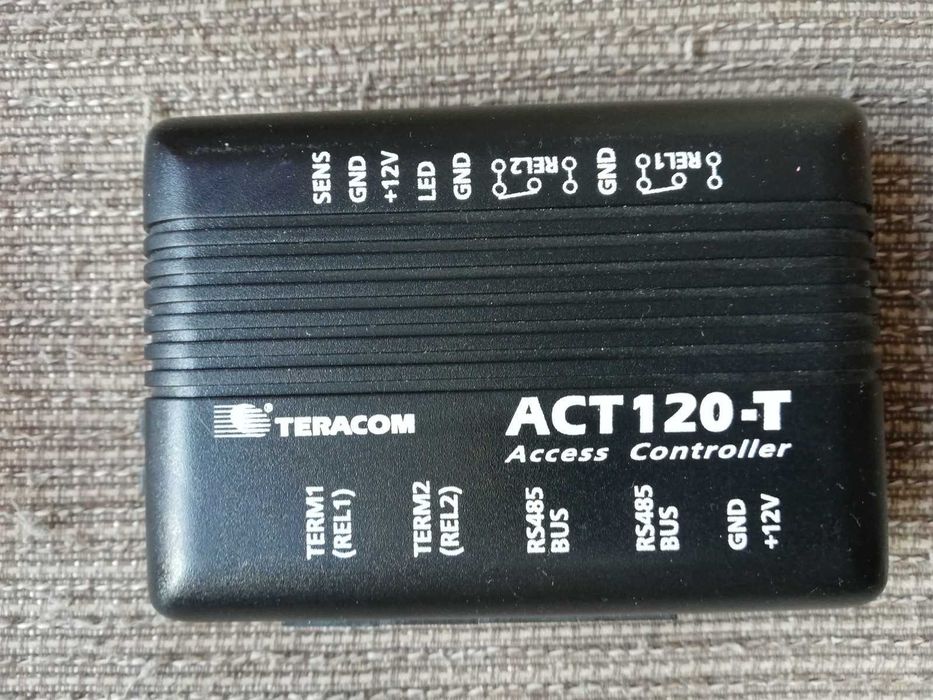 SENS
GND
+12V
LED
GND
REL2
GND
REL1
TERACOM
ACT120-T
Access Controller
TERM1
(REL1)
TERM2
(REL2)
RS485
BUS
RS485
BUS
GND
+12V